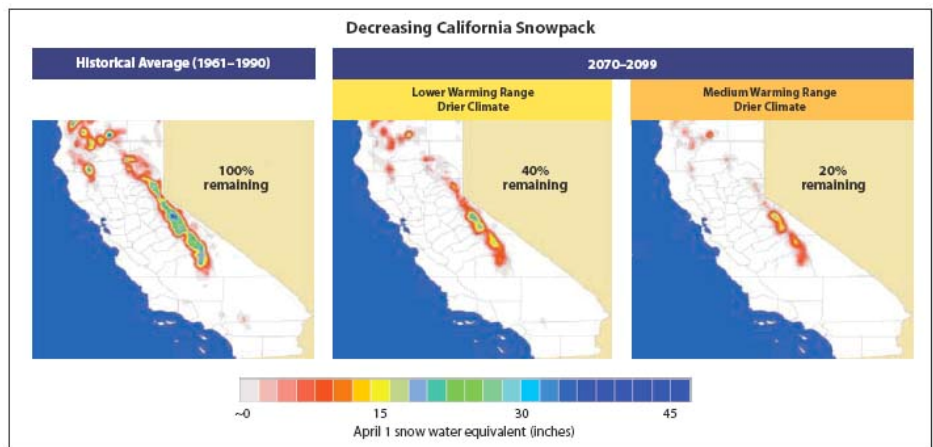 Decreasing California Snowpack
Historical Average (1961–1990)
2070–2099
Lower Warming Range
Drier Climate
Medium Warming Range
Drier Climate
100%
remaining
40%
remaining
20%
remaining
~0 15 30 45
April 1 snow water equivalent (inches)